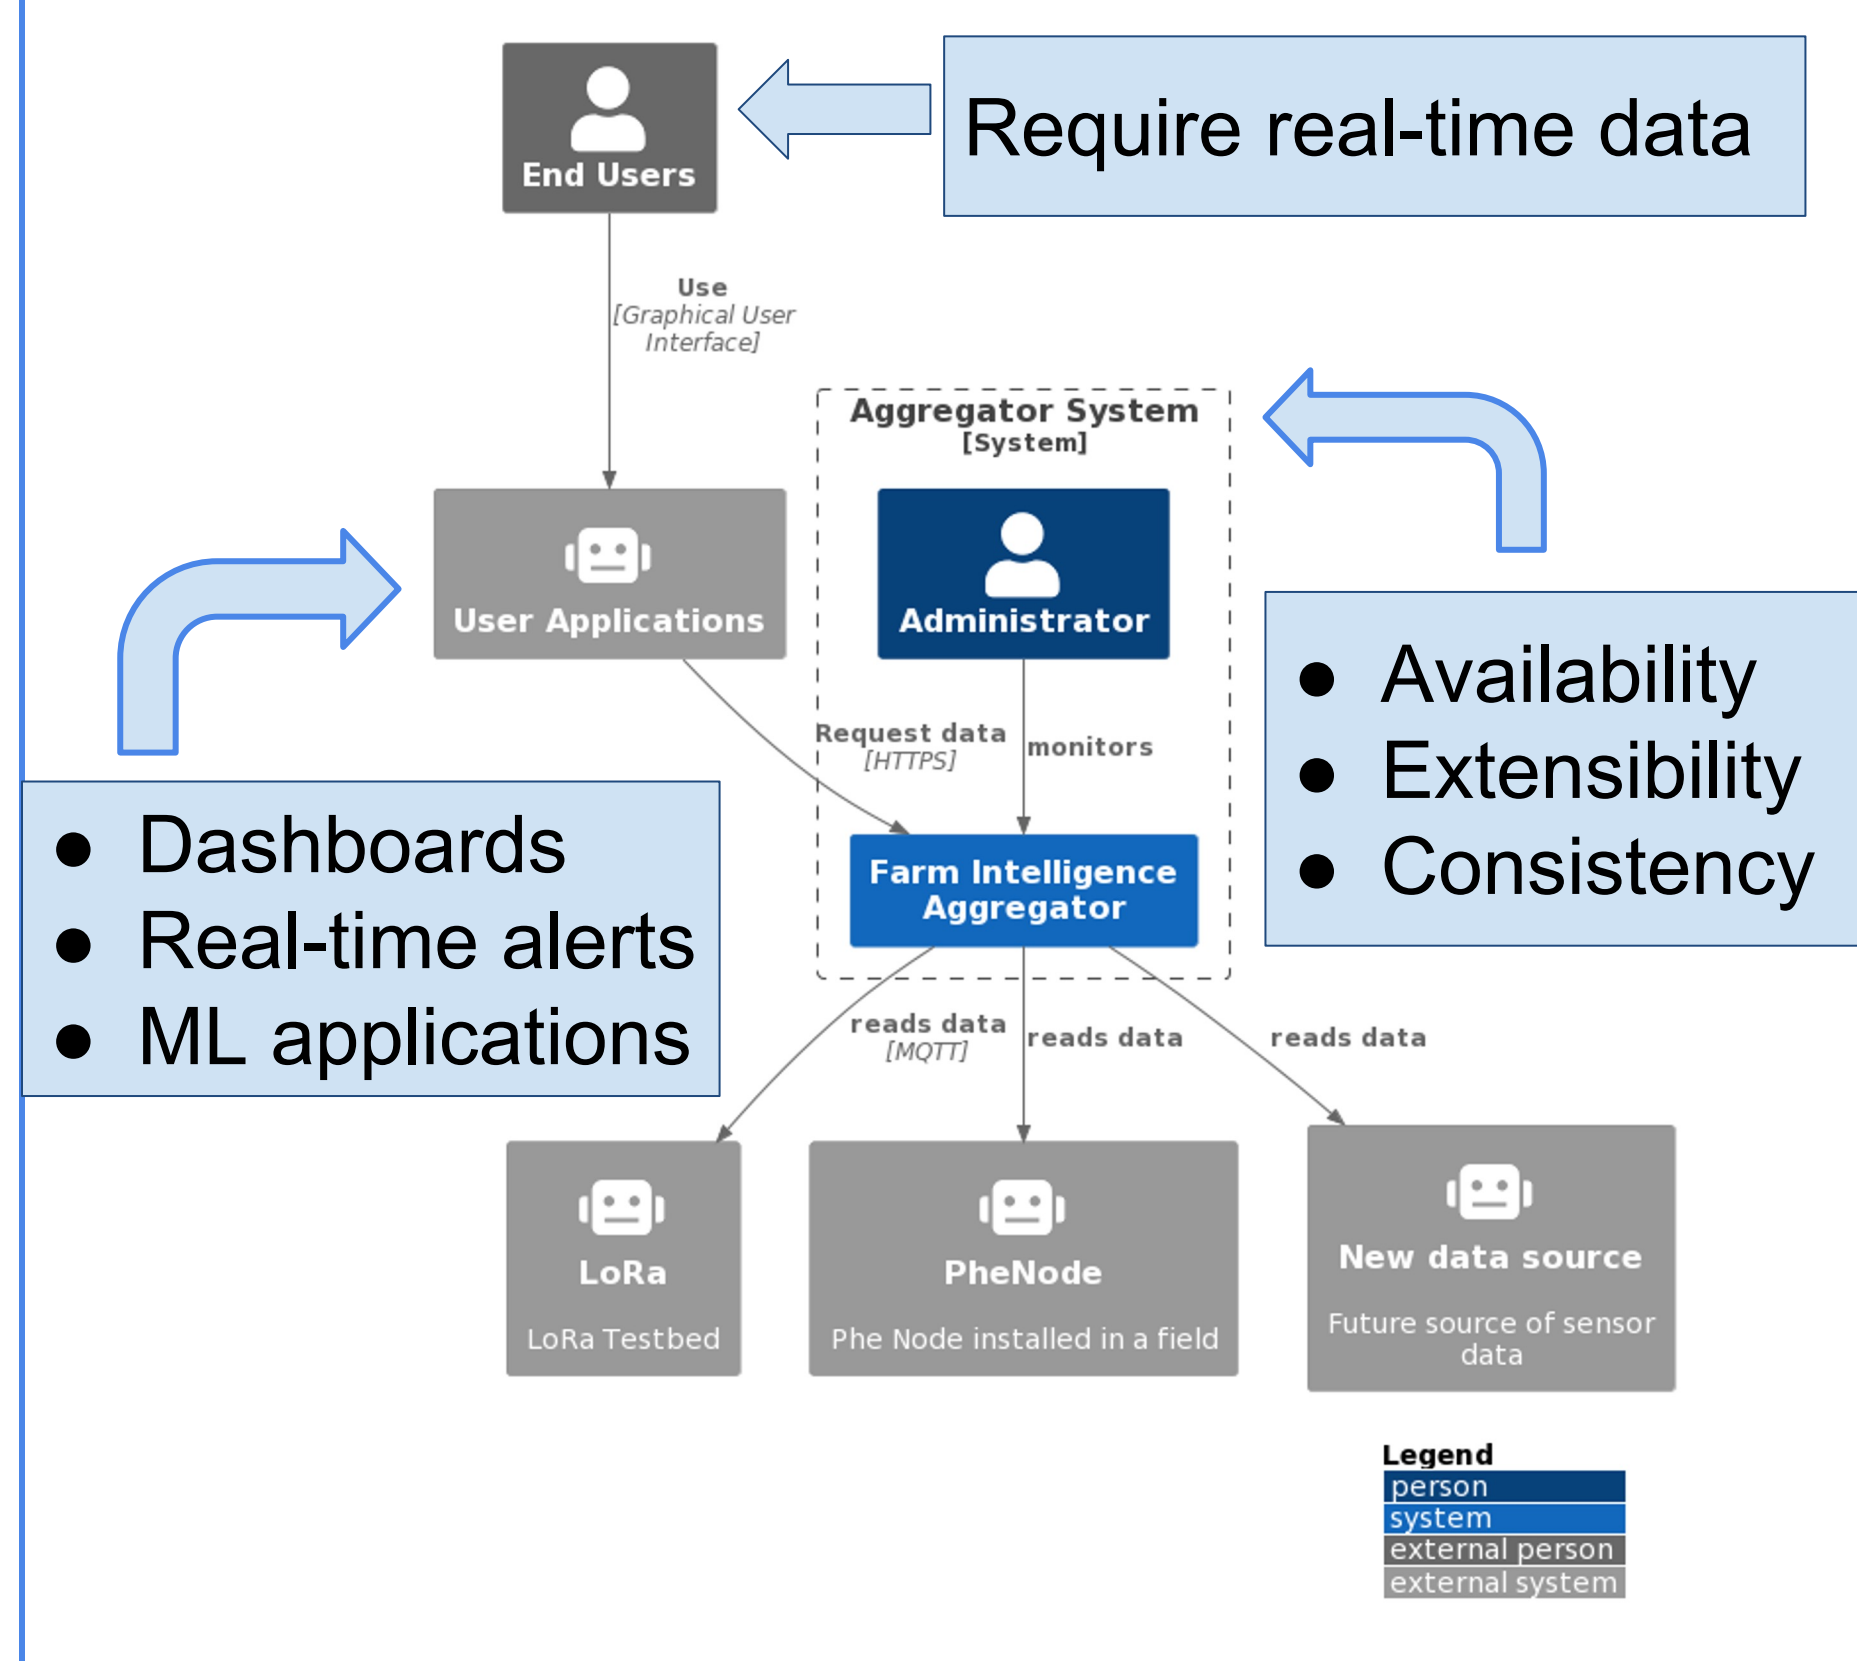 End Users
Require real-time data
Use
[Graphical User
Interface]
Aggregator System
[System]
User Applications
Administrator
Request data
[HTTPS]
monitors
● Availability
● Extensibility
● Consistency
● Dashboards
● Real-time alerts
● ML applications
Farm Intelligence
Aggregator
reads data
[MQTT]
reads data
reads data
LoRa
LoRa Testbed
PheNode
Phe Node installed in a field
New data source
Future source of sensor
data
Legend
person
system
external person
external system